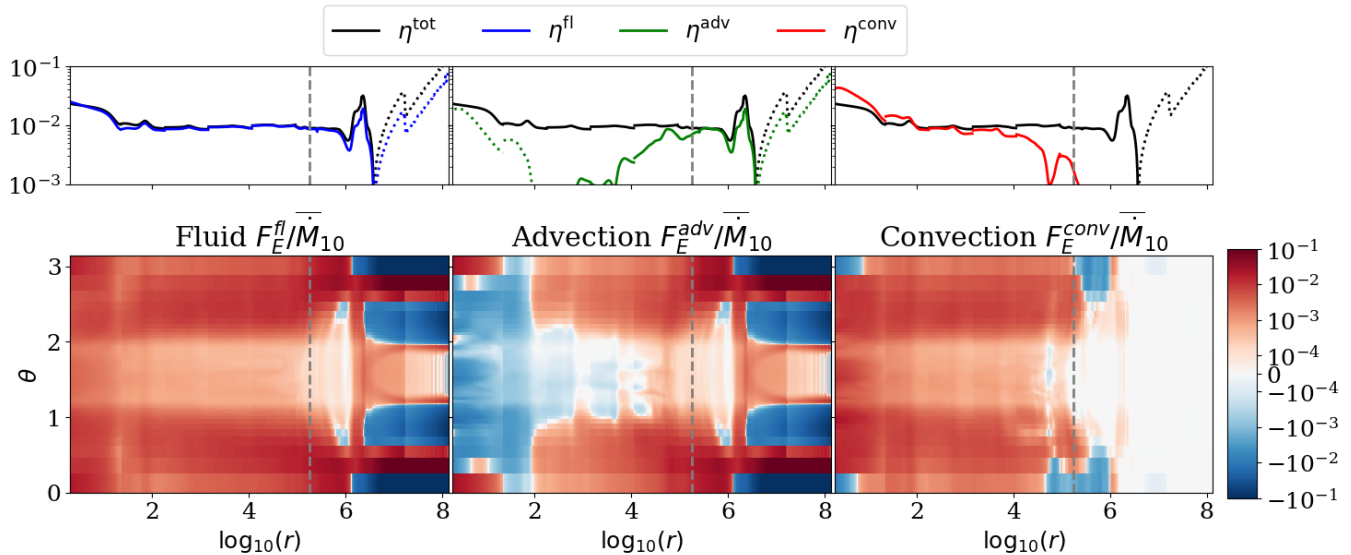 η^tot η^fl η^adv η^conv
10^−1
10^−2
10^−3
Fluid F_E^fl/\overline{Ṁ}_10
Advection F_E^adv/\overline{Ṁ}_10
Convection F_E^conv/\overline{Ṁ}_10
3
2
1
0
θ
2 4 6 8
2 4 6 8
2 4 6 8
log_10(r)
log_10(r)
log_10(r)
10^−1
10^−2
10^−3
10^−4
0
−10^−4
−10^−3
−10^−2
−10^−1